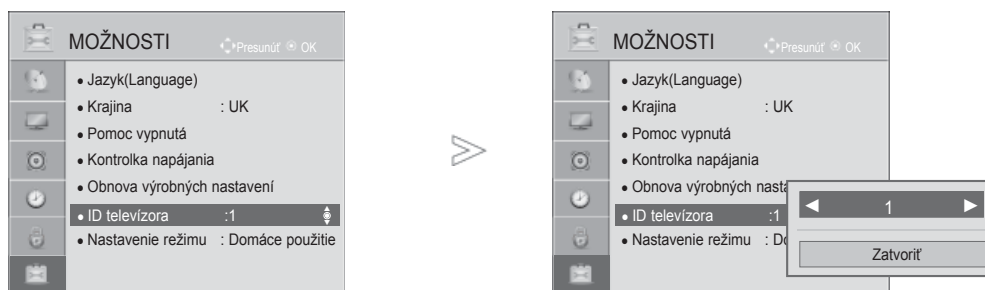 MOŽNOSTI Presunúť OK
Jazyk(Language)
Krajina : UK
Pomoc vypnutá
Kontrolka napájania
Obnova výrobných nastavení
ID televízora :1
Nastavenie režimu : Domáce použitie
MOŽNOSTI Presunúť OK
Jazyk(Language)
Krajina : UK
Pomoc vypnutá
Kontrolka napájania
Obnova výrobných nasta
ID televízora :1
Nastavenie režimu : Do
◄ 1 ►
Zatvoriť